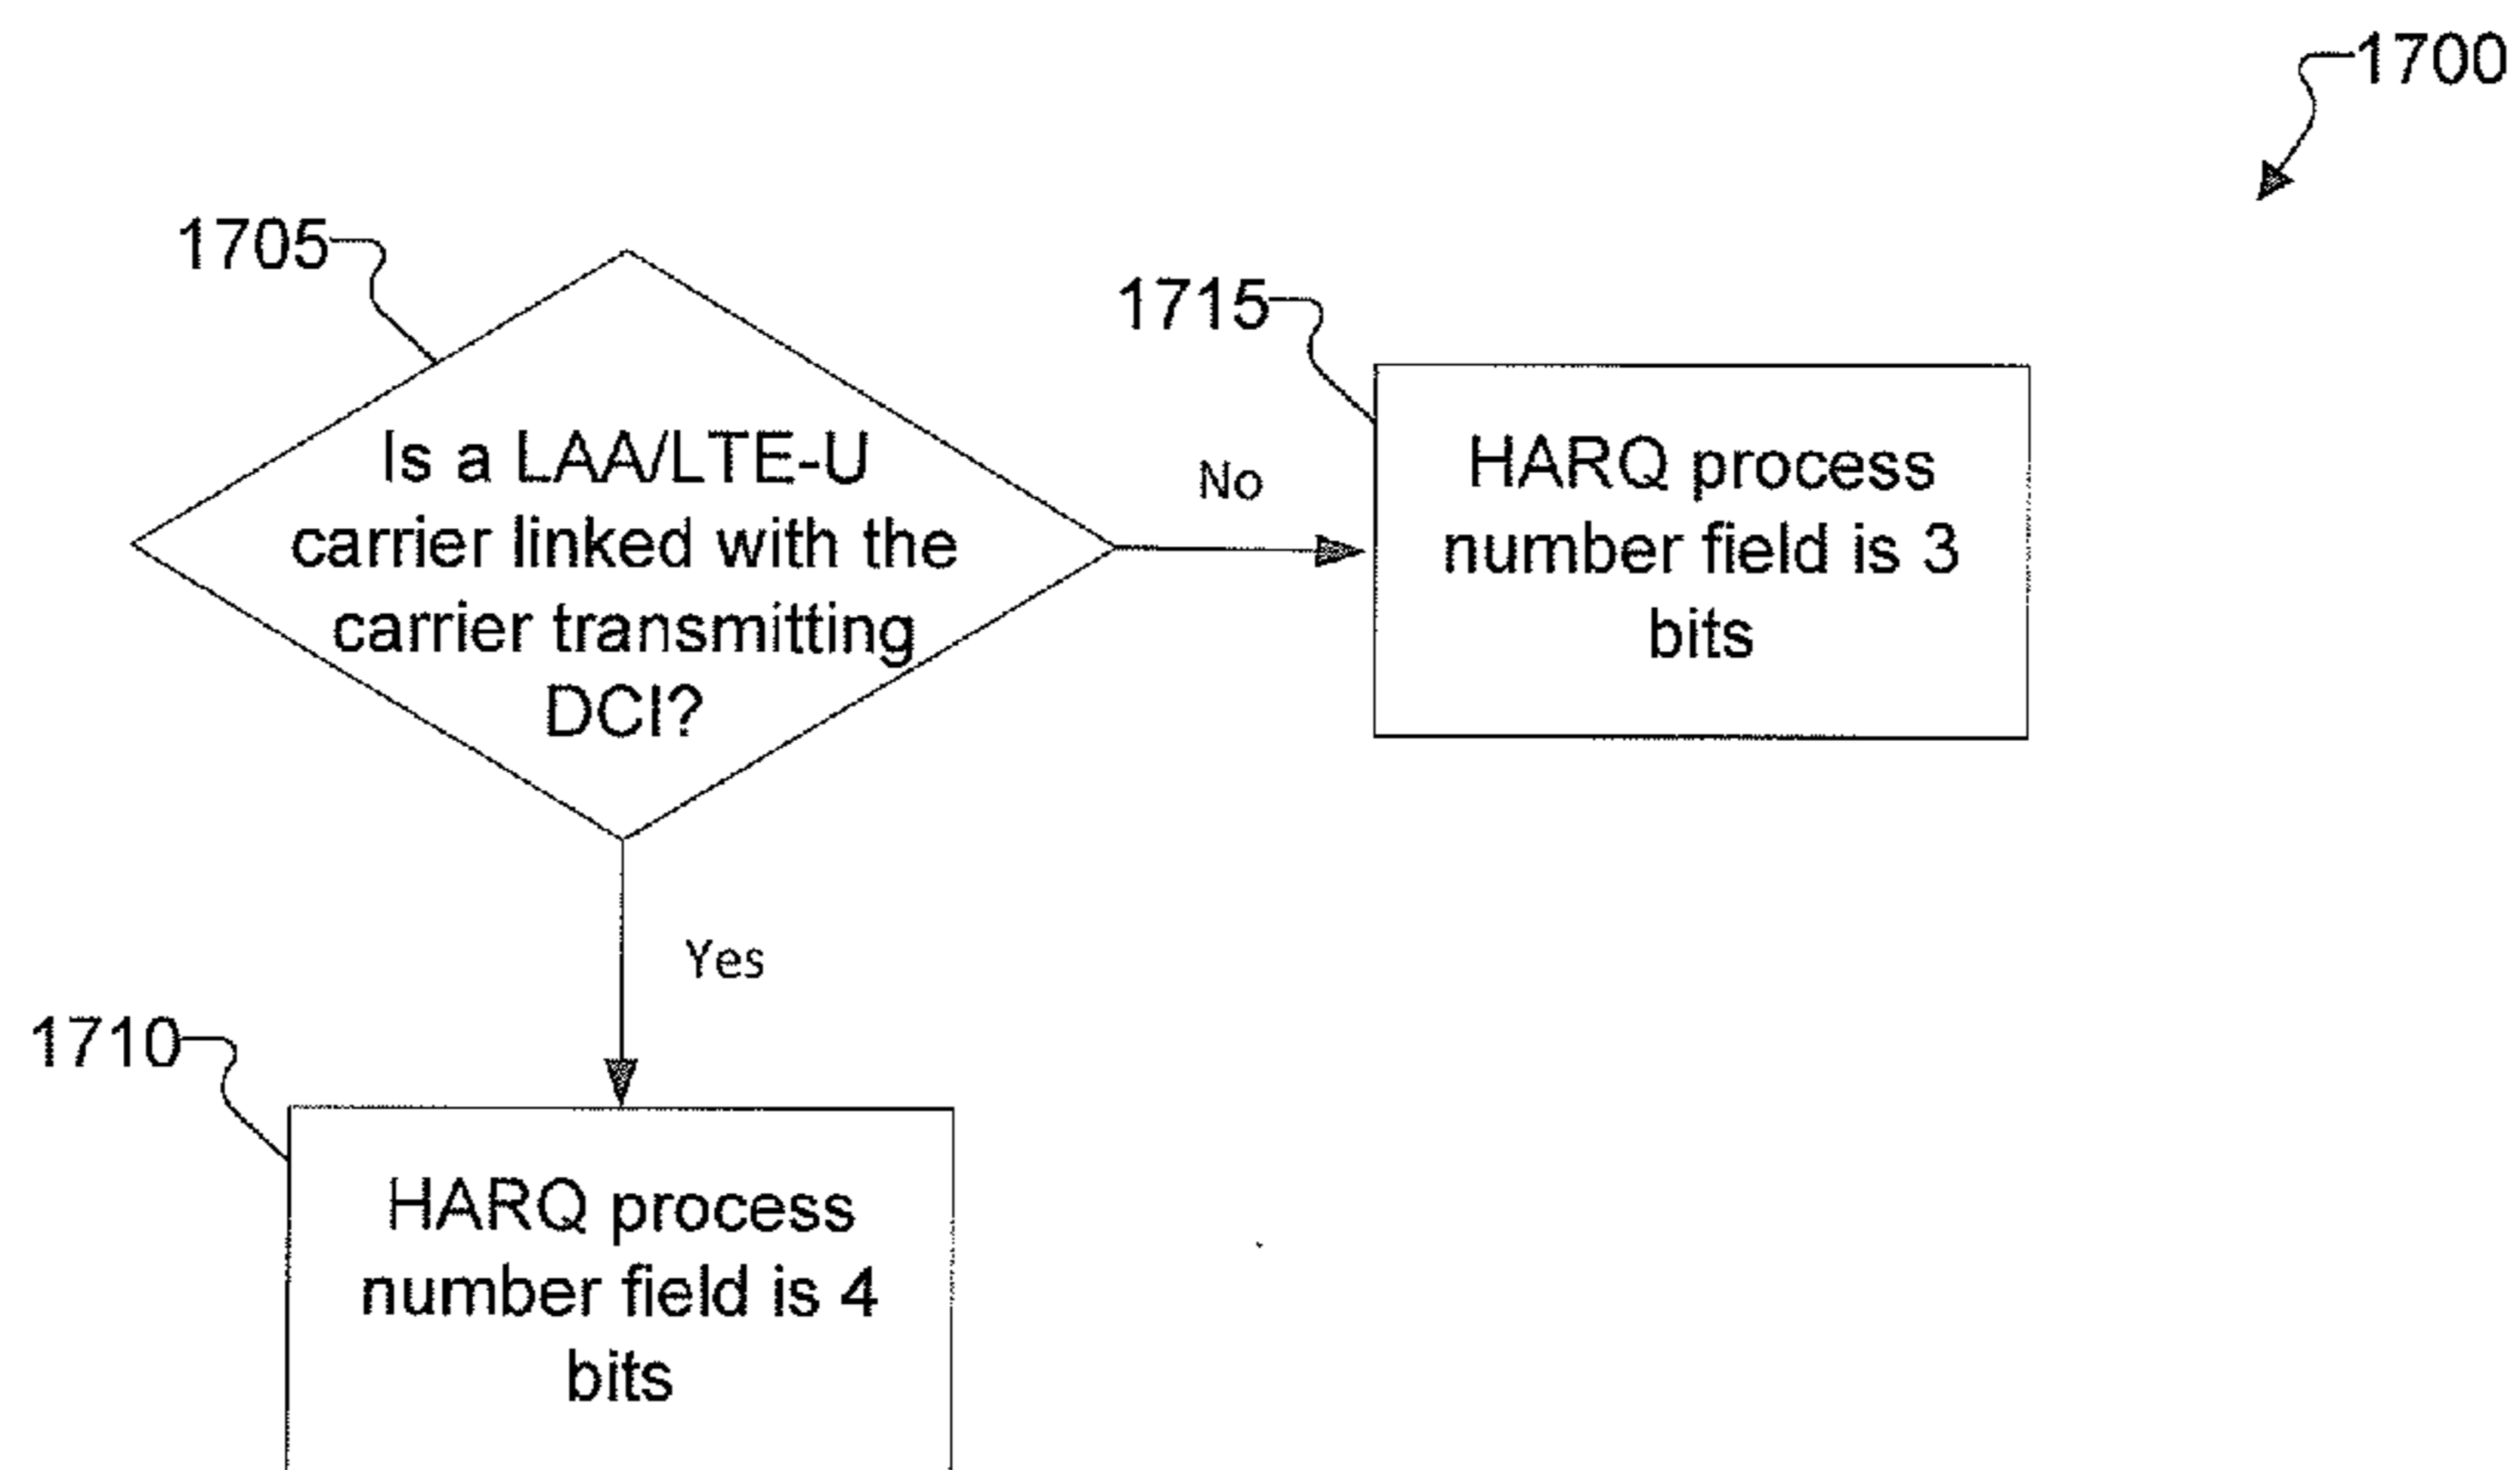 1700
1705
Is a LAA/LTE-U
carrier linked with the
carrier transmitting
DCI?
No
1715
HARQ process
number field is 3
bits
Yes
1710
HARQ process
number field is 4
bits